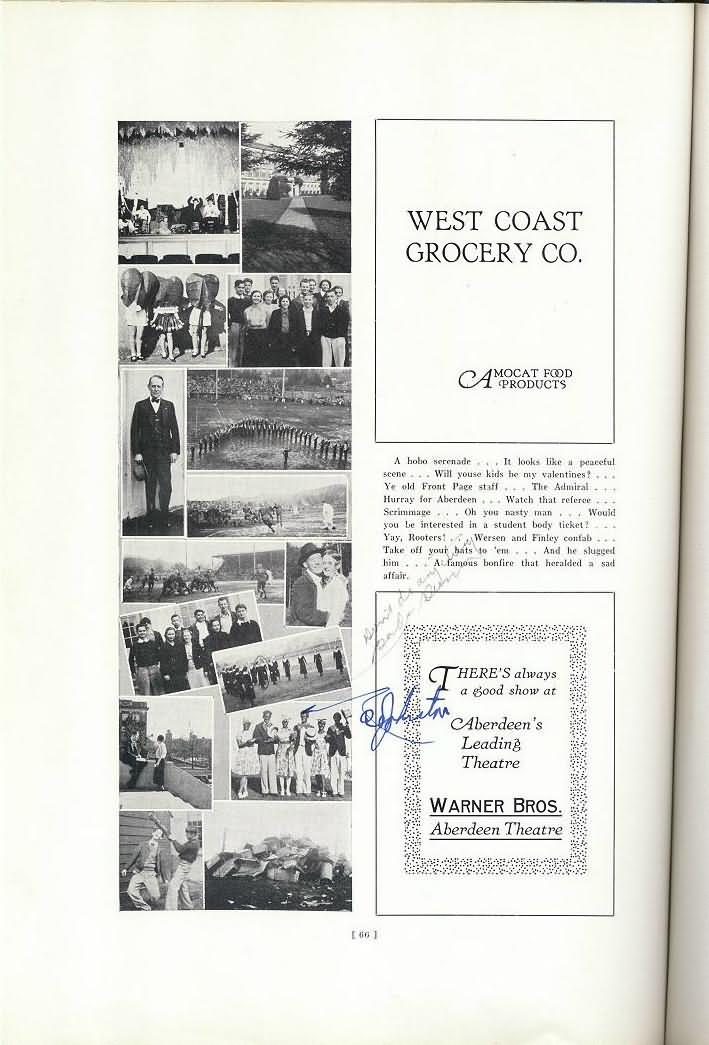 WEST COAST
GROCERY CO.
AMOCAT FOOD
PRODUCTS
A hobo serenade . . . It looks like a peaceful
scene . . . Will youse kids be my valentines? . . .
Ye old Front Page staff . . . The Admiral . . .
Hurray for Aberdeen . . . Watch that referee . . .
Scrimmage . . . Oh you nasty man . . . Would
you be interested in a student body ticket? . . .
Yay, Rooters! . . . Wersen and Finley confab . . .
Take off your hats to 'em . . . And he slugged
him . . . A famous bonfire that heralded a sad
affair.
THERE'S always
a good show at
Aberdeen's
Leading
Theatre
WARNER BROS.
Aberdeen Theatre
[ 66 ]